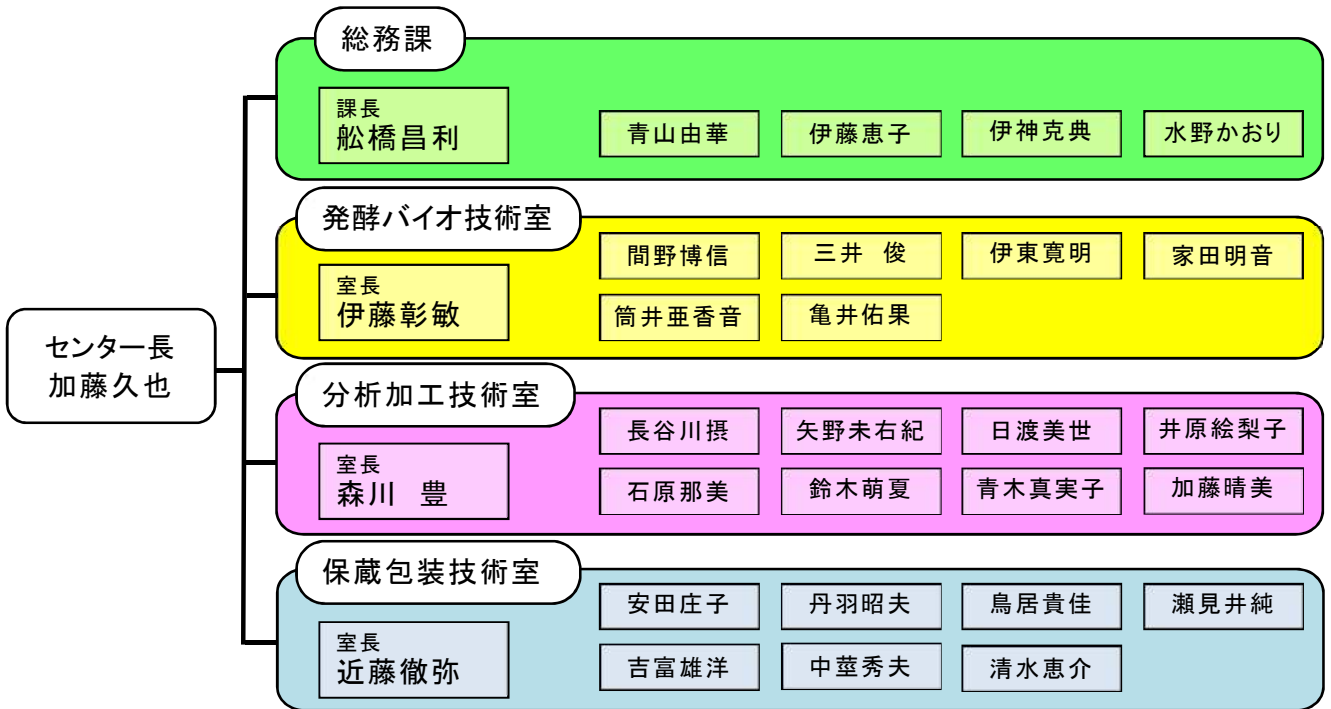 総務課
課長
舩橋昌利
青山由華
伊藤恵子
伊神克典
水野かおり
発酵バイオ技術室
室長
伊藤彰敏
間野博信
三井　俊
伊東寛明
家田明音
筒井亜香音
亀井佑果
センター長
加藤久也
分析加工技術室
室長
森川　豊
長谷川摂
矢野未右紀
日渡美世
井原絵梨子
石原那美
鈴木萌夏
青木真実子
加藤晴美
保蔵包装技術室
室長
近藤徹弥
安田庄子
丹羽昭夫
鳥居貴佳
瀬見井純
吉富雄洋
中莖秀夫
清水恵介